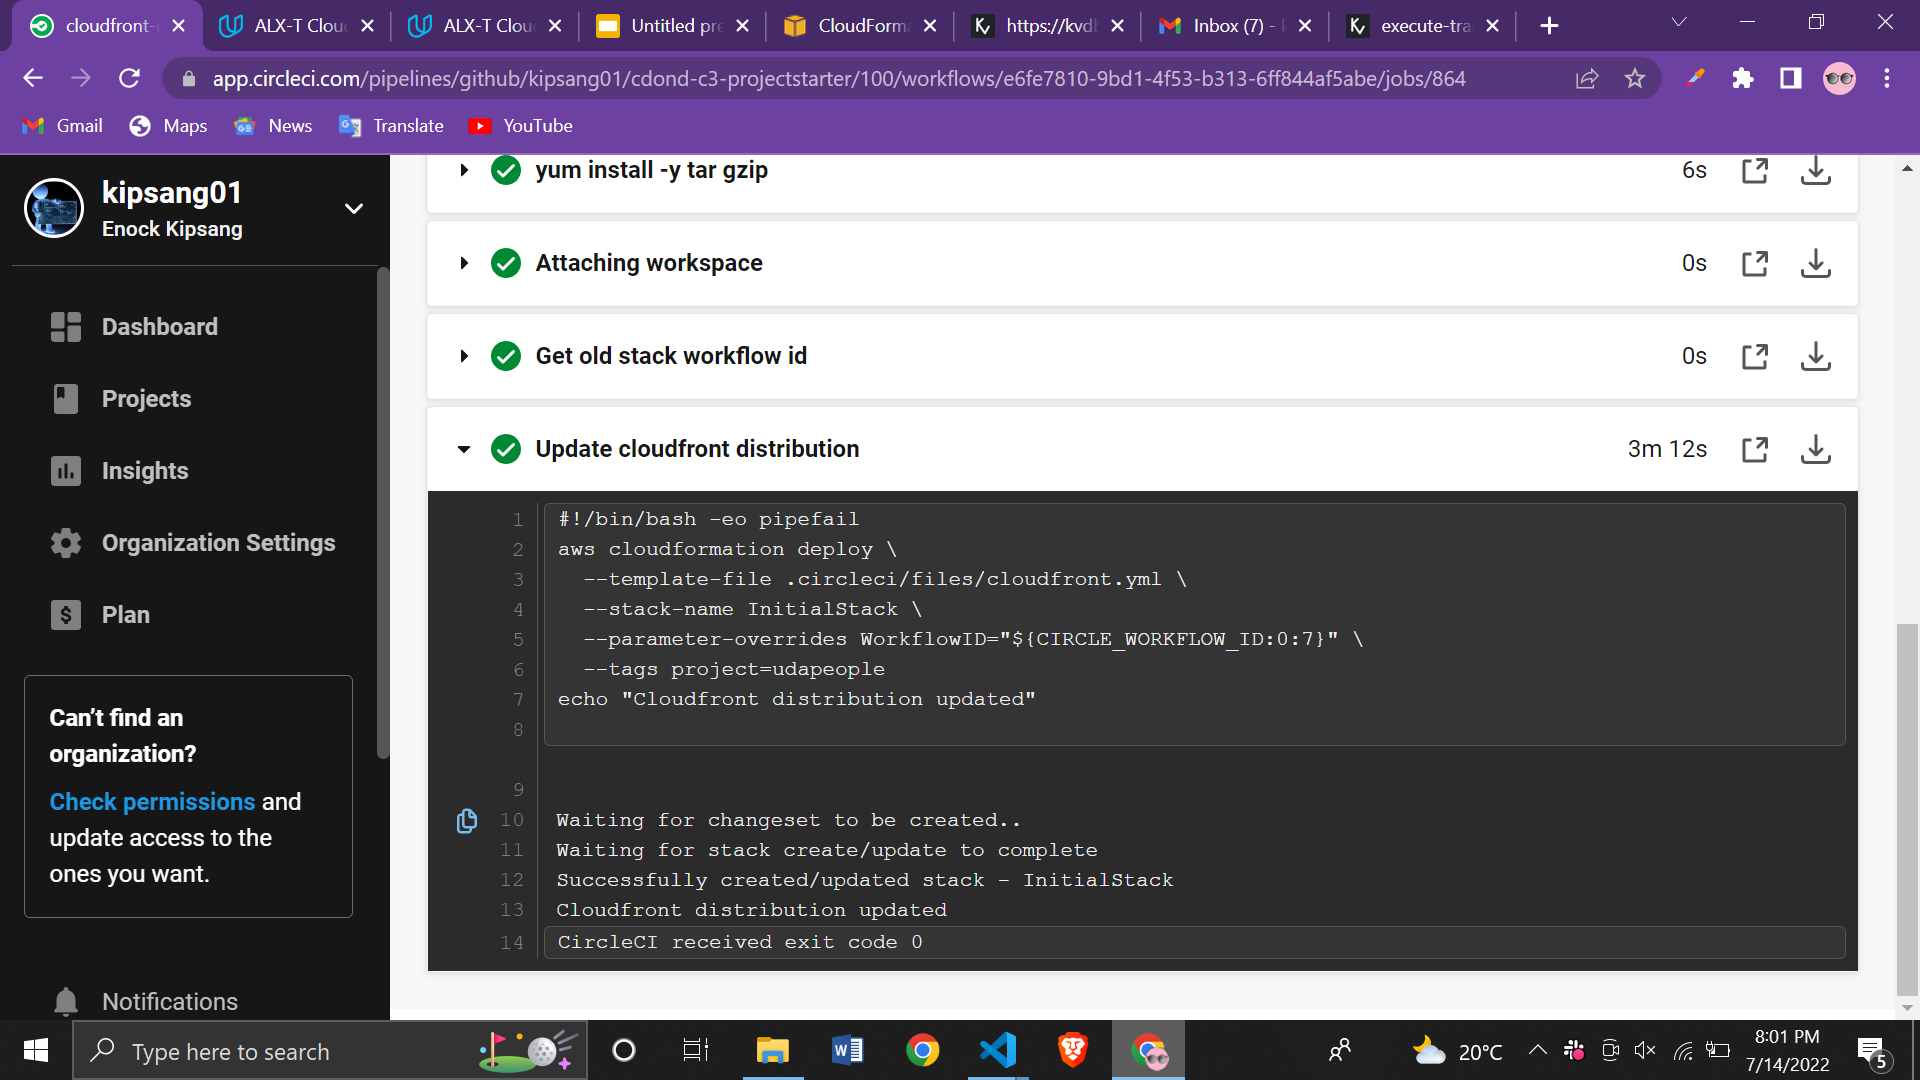 cloudfront-
ALX-T Clou
ALX-T Clou
Untitled pre
CloudForma
https://kvdl
Inbox (7) -
execute-tra
app.circleci.com/pipelines/github/kipsang01/cdond-c3-projectstarter/100/workflows/e6fe7810-9bd1-4f53-b313-6ff844af5abe/jobs/864
Gmail
Maps
News
Translate
YouTube
kipsang01
Enock Kipsang
Dashboard
Projects
Insights
Organization Settings
Plan
Can't find an
organization?
Check permissions and
update access to the
ones you want.
Notifications
yum install -y tar gzip 6s
Attaching workspace 0s
Get old stack workflow id 0s
Update cloudfront distribution 3m 12s
1 #!/bin/bash -eo pipefail
2 aws cloudformation deploy \
3 --template-file .circleci/files/cloudfront.yml \
4 --stack-name InitialStack \
5 --parameter-overrides WorkflowID="${CIRCLE_WORKFLOW_ID:0:7}" \
6 --tags project=udapeople
7 echo "Cloudfront distribution updated"
8
9
10 Waiting for changeset to be created..
11 Waiting for stack create/update to complete
12 Successfully created/updated stack - InitialStack
13 Cloudfront distribution updated
14 CircleCI received exit code 0
Type here to search
20°C
8:01 PM
7/14/2022
5